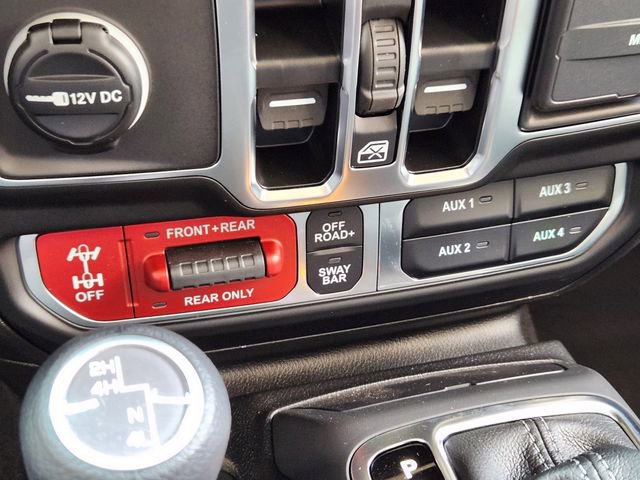 12V DC
M
AUX 1
AUX 3
AUX 2
AUX 4
OFF
ROAD+
SWAY
BAR
FRONT+REAR
REAR ONLY
OFF
2H
4H
N
4L
P